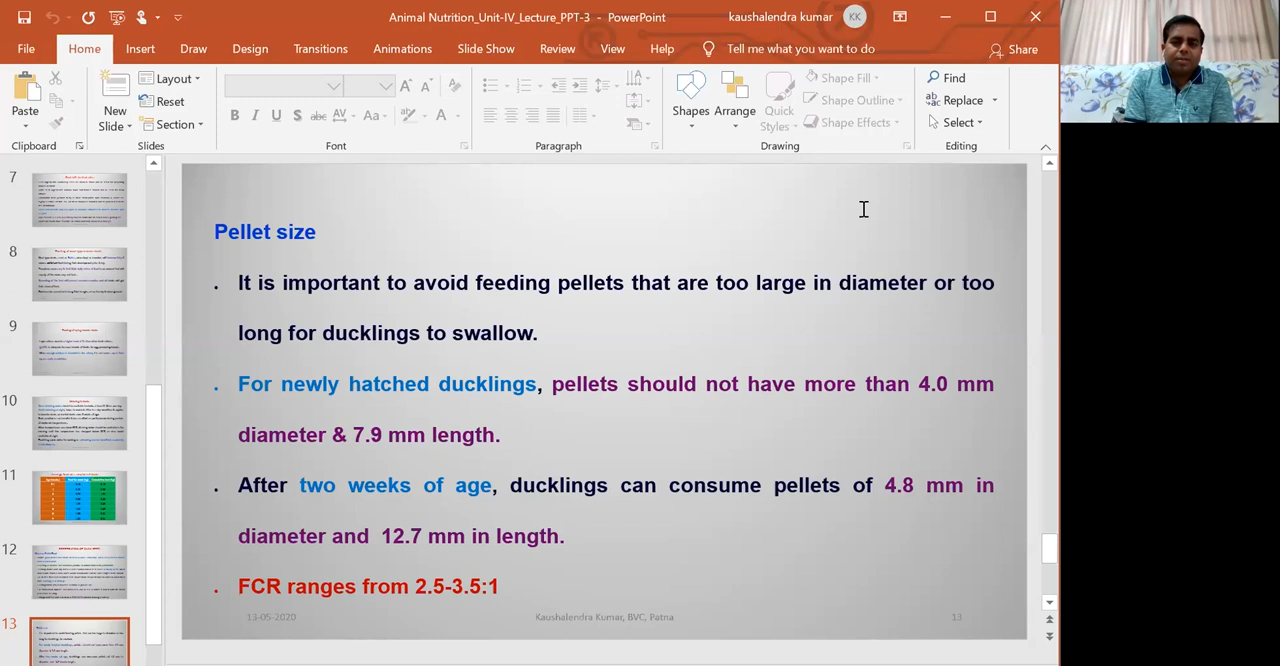 Animal Nutrition_Unit-IV_Lecture_PPT-3 - PowerPoint
kaushalendra kumar
KK
File
Home
Insert
Draw
Design
Transitions
Animations
Slide Show
Review
View
Help
Tell me what you want to do
Share
Paste
New
Slide
Layout
Reset
Section
Shapes
Arrange
Quick
Styles
Shape Fill
Shape Outline
Shape Effects
Find
Replace
Select
Clipboard
Slides
Font
Paragraph
Drawing
Editing
7
8
9
10
11
12
13
Pellet size
It is important to avoid feeding pellets that are too large in diameter or too
long for ducklings to swallow.
For newly hatched ducklings, pellets should not have more than 4.0 mm
diameter & 7.9 mm length.
After two weeks of age, ducklings can consume pellets of 4.8 mm in
diameter and 12.7 mm in length.
FCR ranges from 2.5-3.5:1
13-05-2020
Kaushalendra Kumar, BVC, Patna
13